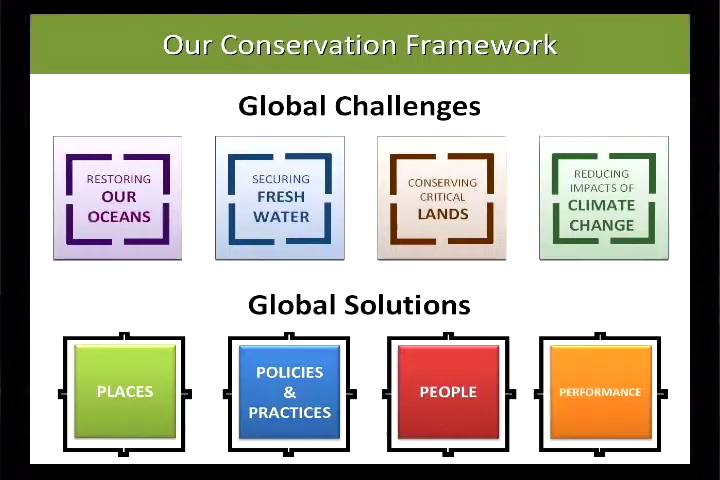 Our Conservation Framework
Global Challenges
RESTORING
OUR
OCEANS
SECURING
FRESH
WATER
CONSERVING
CRITICAL
LANDS
REDUCING
IMPACTS OF
CLIMATE
CHANGE
Global Solutions
PLACES
POLICIES
&
PRACTICES
PEOPLE
PERFORMANCE